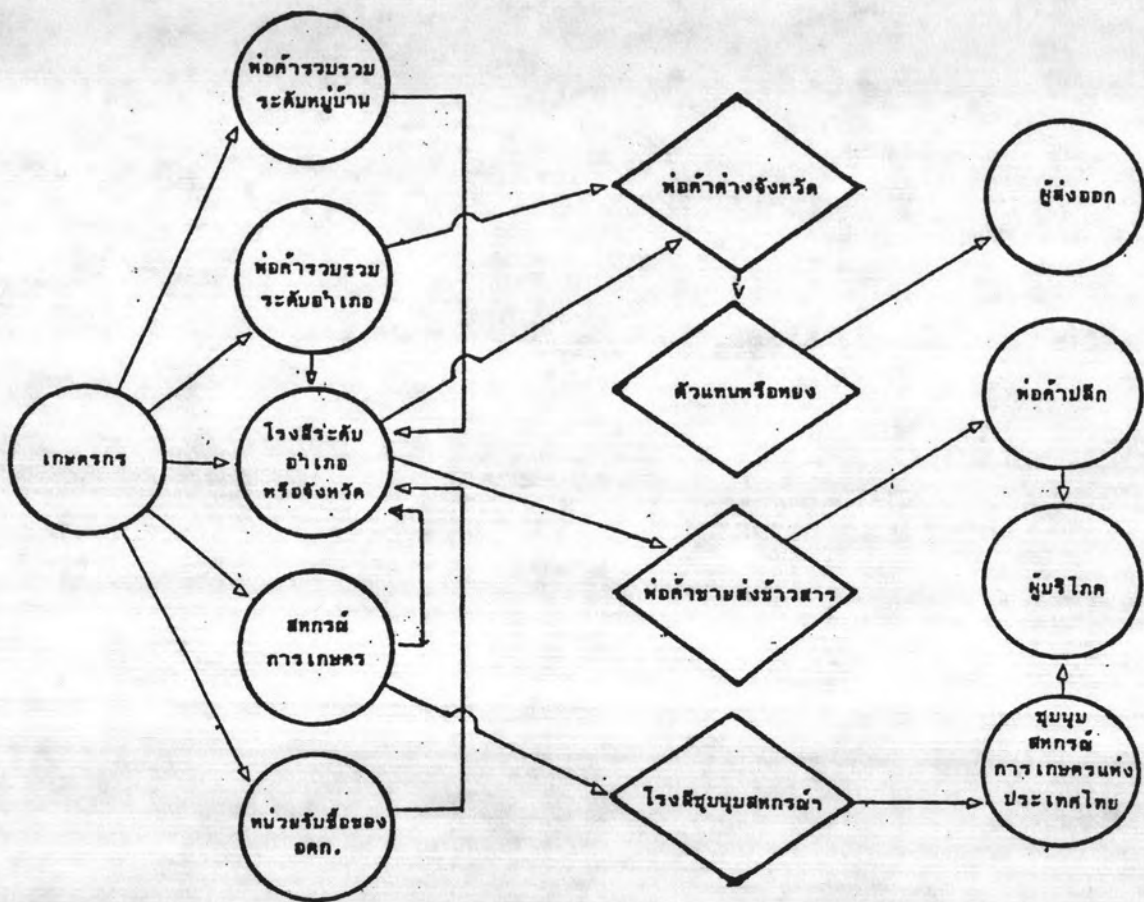 พ่อค้ารวบรวม
ระดับหมู่บ้าน
พ่อค้าต่างจังหวัด
ผู้ส่งออก
พ่อค้ารวบรวม
ระดับอำเภอ
ตัวแทนหรือหยง
พ่อค้าปลีก
เกษตรกร
โรงสีระดับ
อำเภอ
หรือจังหวัด
พ่อค้าขายส่งข้าวสาร
ผู้บริโภค
สหกรณ์
การเกษตร
โรงสีชุมนุมสหกรณ์ฯ
ชุมนุม
สหกรณ์
การเกษตรแห่ง
ประเทศไทย
หน่วยรับซื้อของ
อตก.